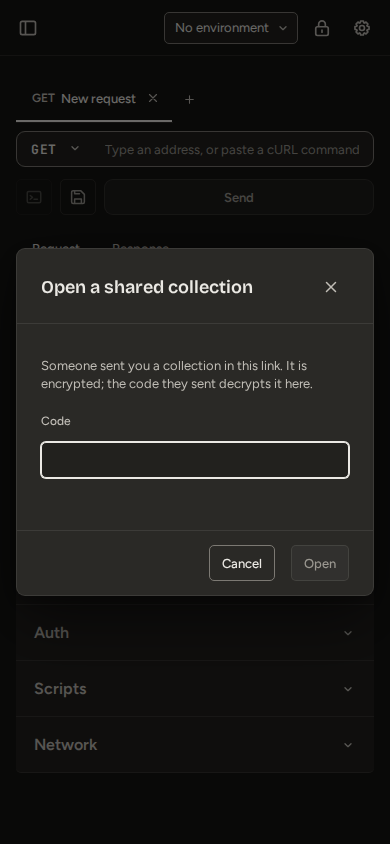 No environment
GET New request
GET
Type an address, or paste a cURL command
Send
Request Response
Open a shared collection
Someone sent you a collection in this link. It is
encrypted; the code they sent decrypts it here.
Code
Cancel
Open
Auth
Scripts
Network